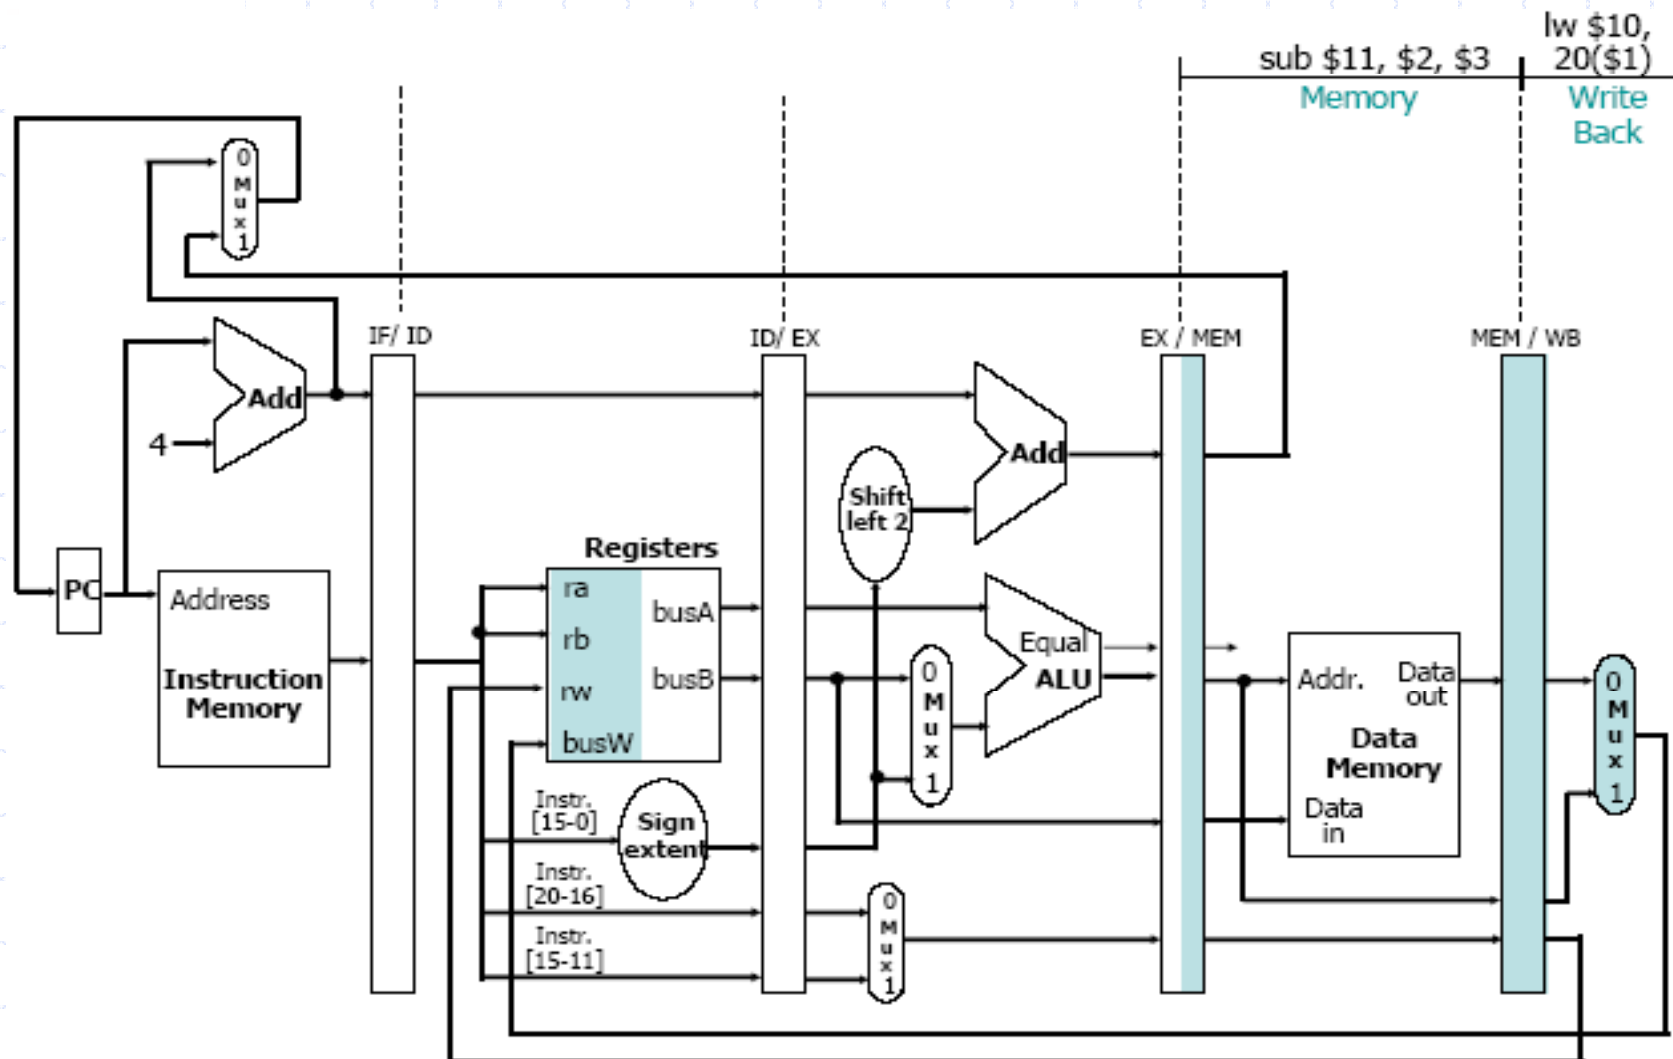 lw $10,
sub $11, $2, $3
20($1)
Memory
Write
Back
0
M
u
x
1
IF/ ID
ID/ EX
EX / MEM
MEM / WB
Add
4
Add
Shift
left 2
Registers
PC
Address
Instruction
Memory
ra
rb
rw
busW
busA
busB
Equal
ALU
0
M
u
x
1
Addr.
Data
out
Data
Memory
Data
in
0
M
u
x
1
Instr.
[15-0]
Sign
extent
Instr.
[20-16]
Instr.
[15-11]
0
M
u
x
1